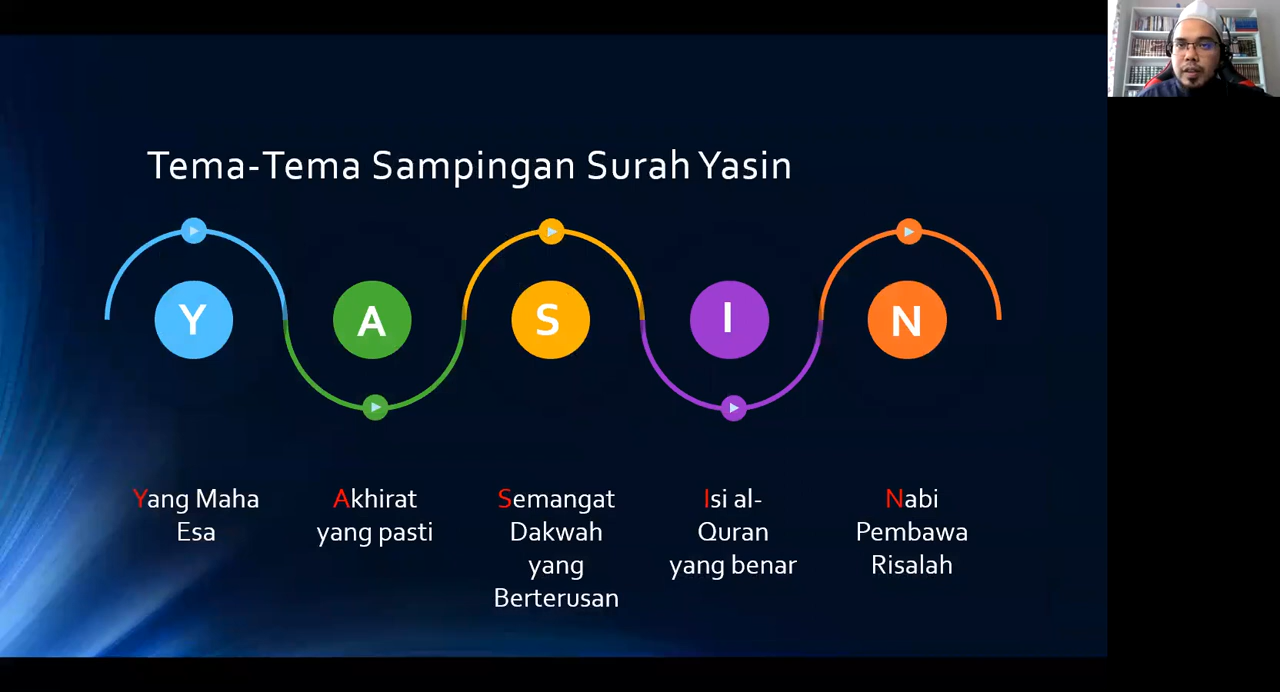 Tema-Tema Sampingan Surah Yasin
Y
A
S
I
N
Yang Maha
Esa
Akhirat
yang pasti
Semangat
Dakwah
yang
Berterusan
Isi al-
Quran
yang benar
Nabi
Pembawa
Risalah